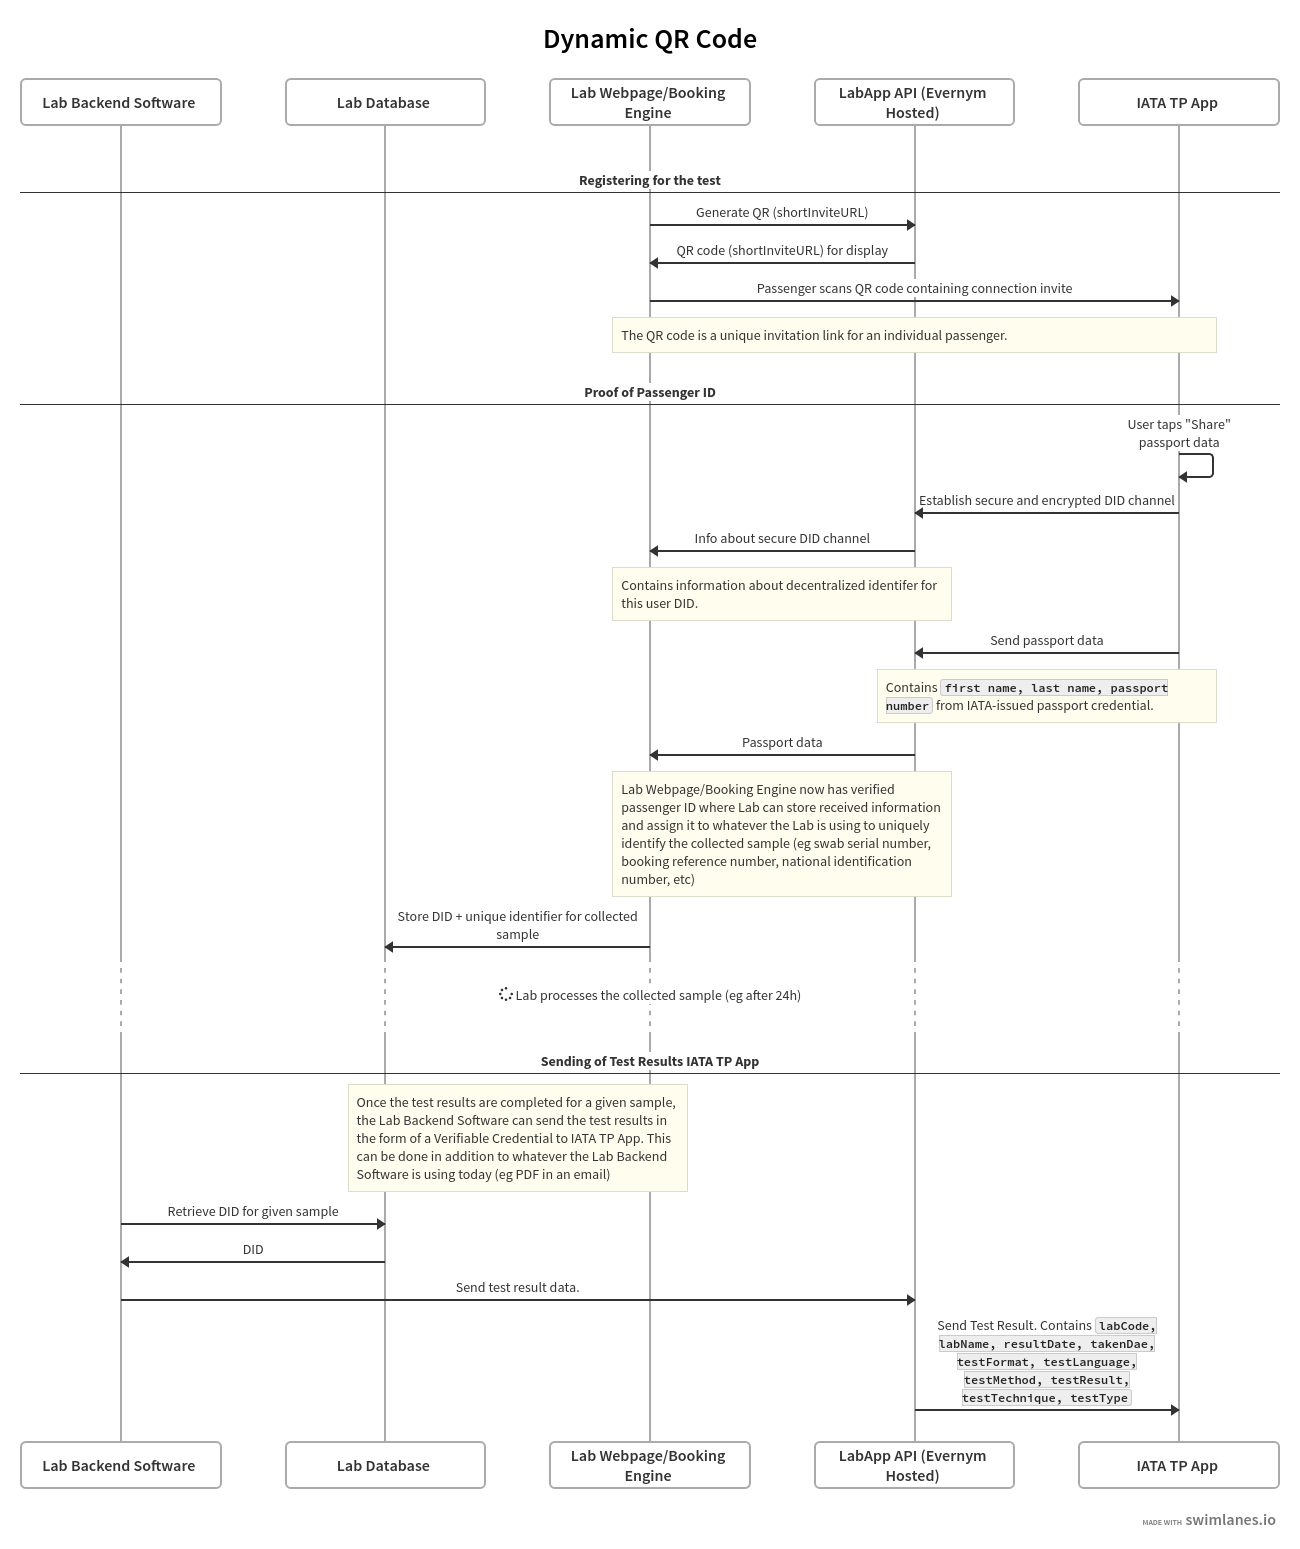 Dynamic QR Code
Lab Backend Software
Lab Database
Lab Webpage/Booking
Engine
LabApp API (Evernym
Hosted)
IATA TP App
Registering for the test
Generate QR (shortInviteURL)
QR code (shortInviteURL) for display
Passenger scans QR code containing connection invite
The QR code is a unique invitation link for an individual passenger.
Proof of Passenger ID
User taps "Share"
passport data
Establish secure and encrypted DID channel
Info about secure DID channel
Contains information about decentralized identifer for
this user DID.
Send passport data
Contains first name, last name, passport
number from IATA-issued passport credential.
Passport data
Lab Webpage/Booking Engine now has verified
passenger ID where Lab can store received information
and assign it to whatever the Lab is using to uniquely
identify the collected sample (eg swab serial number,
booking reference number, national identification
number, etc)
Store DID + unique identifier for collected
sample
Lab processes the collected sample (eg after 24h)
Sending of Test Results IATA TP App
Once the test results are completed for a given sample,
the Lab Backend Software can send the test results in
the form of a Verifiable Credential to IATA TP App. This
can be done in addition to whatever the Lab Backend
Software is using today (eg PDF in an email)
Retrieve DID for given sample
DID
Send test result data.
Send Test Result. Contains labCode,
labName, resultDate, takenDae,
testFormat, testLanguage,
testMethod, testResult,
testTechnique, testType
Lab Backend Software
Lab Database
Lab Webpage/Booking
Engine
LabApp API (Evernym
Hosted)
IATA TP App
MADE WITH swimlanes.io